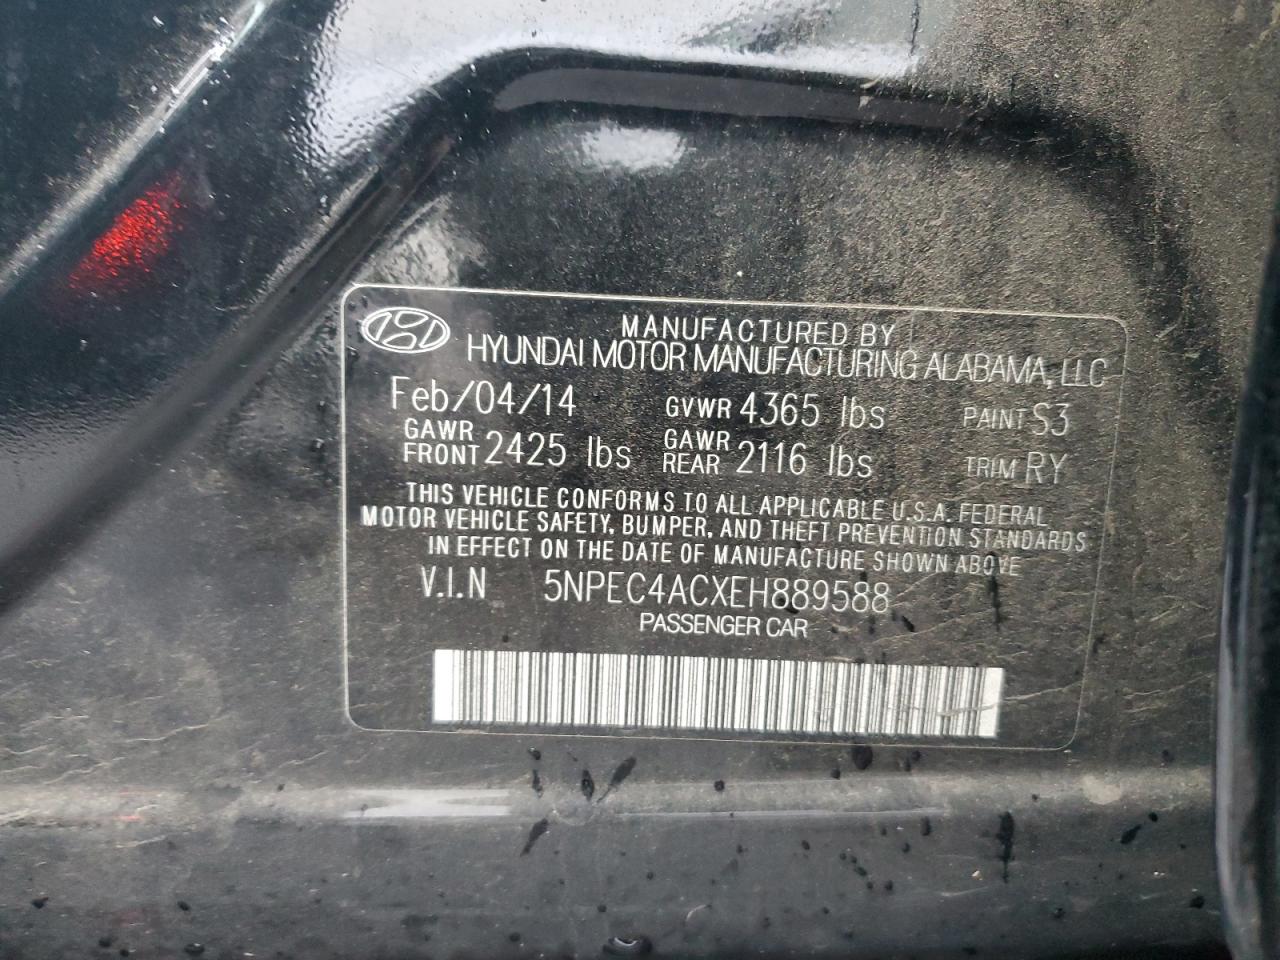 MANUFACTURED BY
HYUNDAI MOTOR MANUFACTURING ALABAMA, LLC
Feb/04/14 GVWR 4365 lbs PAINT S3
GAWR FRONT 2425 lbs GAWR REAR 2116 lbs TRIM RY
THIS VEHICLE CONFORMS TO ALL APPLICABLE U.S.A. FEDERAL
MOTOR VEHICLE SAFETY, BUMPER, AND THEFT PREVENTION STANDARDS
IN EFFECT ON THE DATE OF MANUFACTURE SHOWN ABOVE
V.I.N 5NPEC4ACXEH889588
PASSENGER CAR